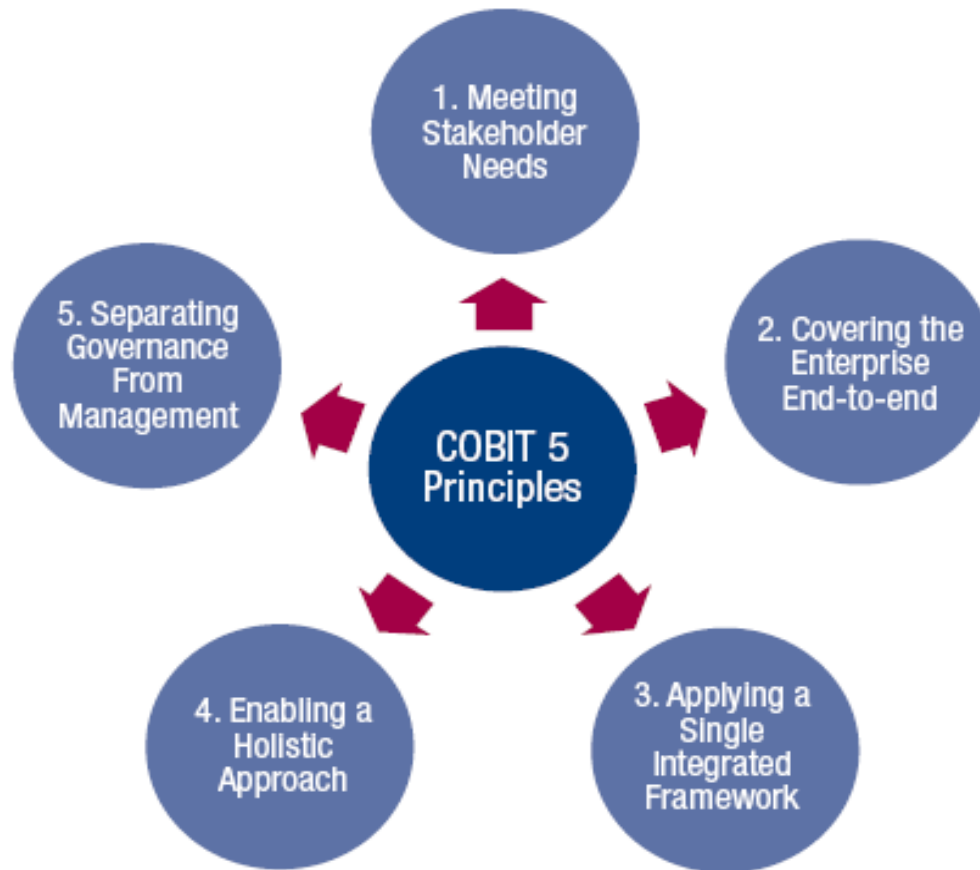 1. Meeting
Stakeholder
Needs
5. Separating
Governance
From
Management
2. Covering the
Enterprise
End-to-end
COBIT 5
Principles
4. Enabling a
Holistic
Approach
3. Applying a
Single
Integrated
Framework